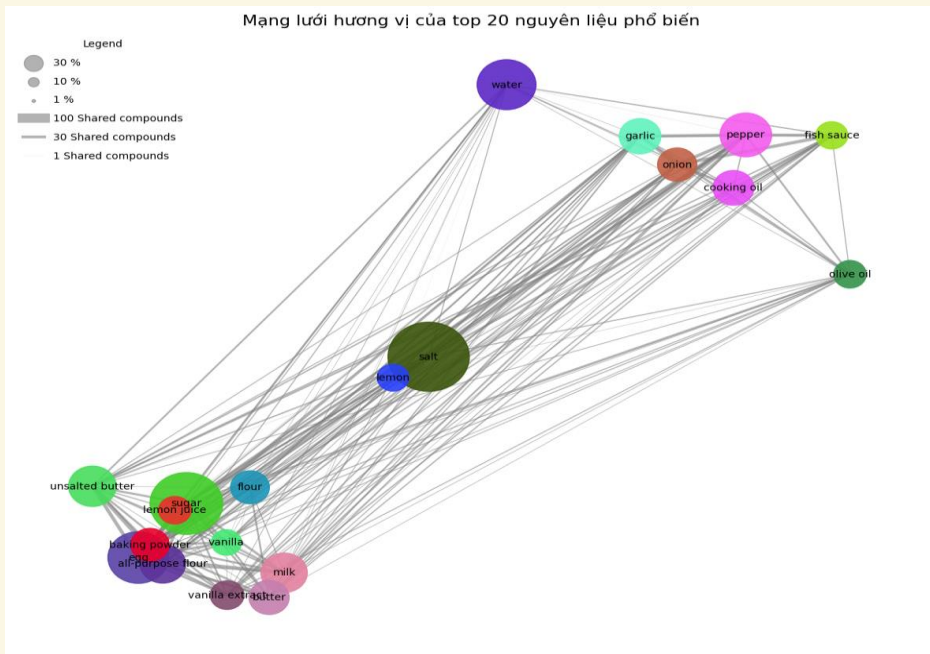 Mạng lưới hương vị của top 20 nguyên liệu phổ biến
Legend
30 %
10 %
1 %
100 Shared compounds
30 Shared compounds
1 Shared compounds
water
garlic
pepper
fish sauce
onion
cooking oil
olive oil
salt
lemon
unsalted butter
flour
sugar
lemon juice
baking powder
vanilla
egg
all-purpose flour
milk
vanilla extract
butter